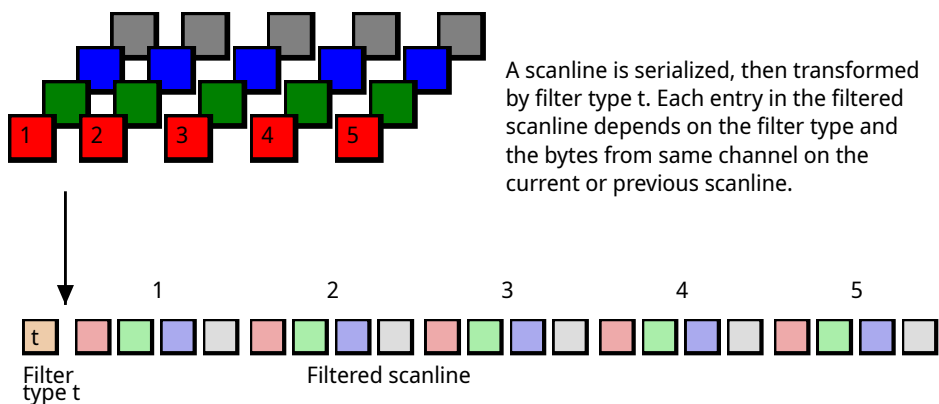 1 2 3 4 5
A scanline is serialized, then transformed
by filter type t. Each entry in the filtered
scanline depends on the filter type and
the bytes from same channel on the
current or previous scanline.
1 2 3 4 5
t
Filter
type t
Filtered scanline